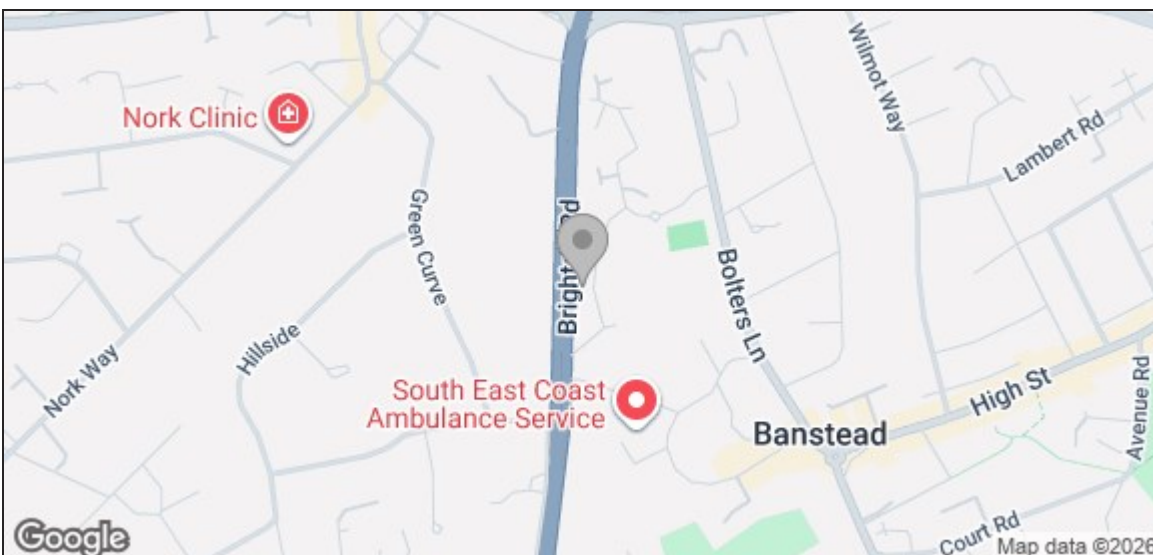 Wilmot Way
Nork Clinic
Lambert Rd
Green Curve
Bolters Ln
Hillside
Nork Way
South East Coast
Ambulance Service
High St
Avenue Rd
Banstead
Court Rd
Google
Map data ©2026